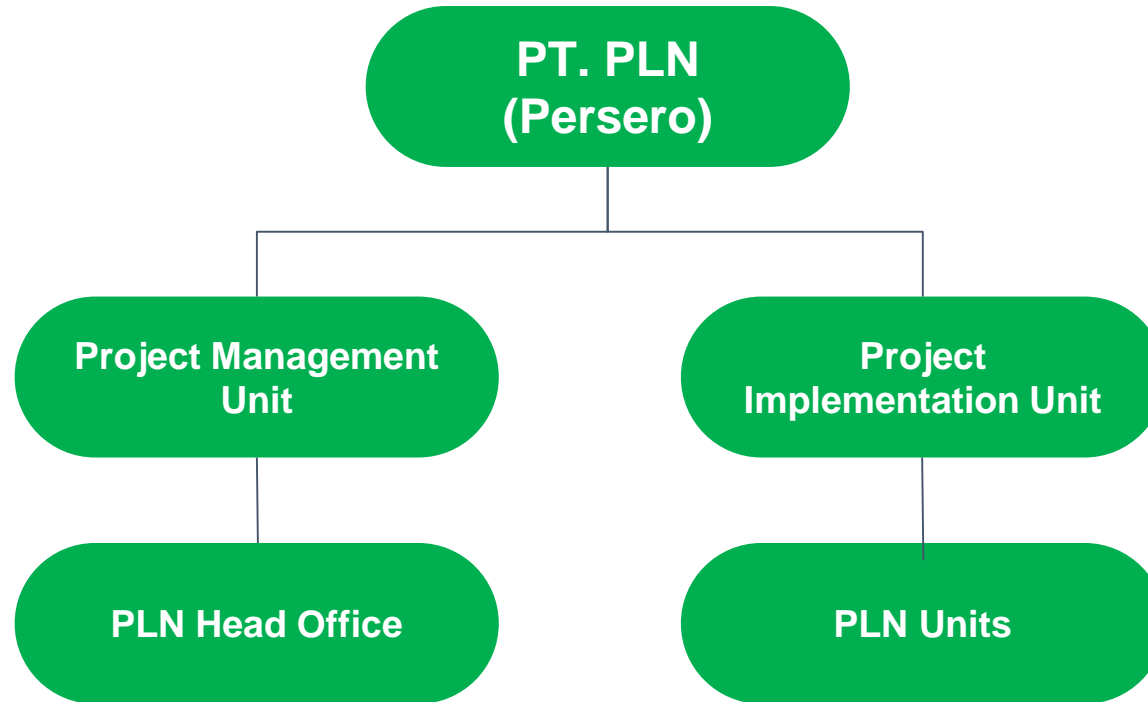 PT. PLN
(Persero)
Project Management
Unit
Project
Implementation Unit
PLN Head Office
PLN Units